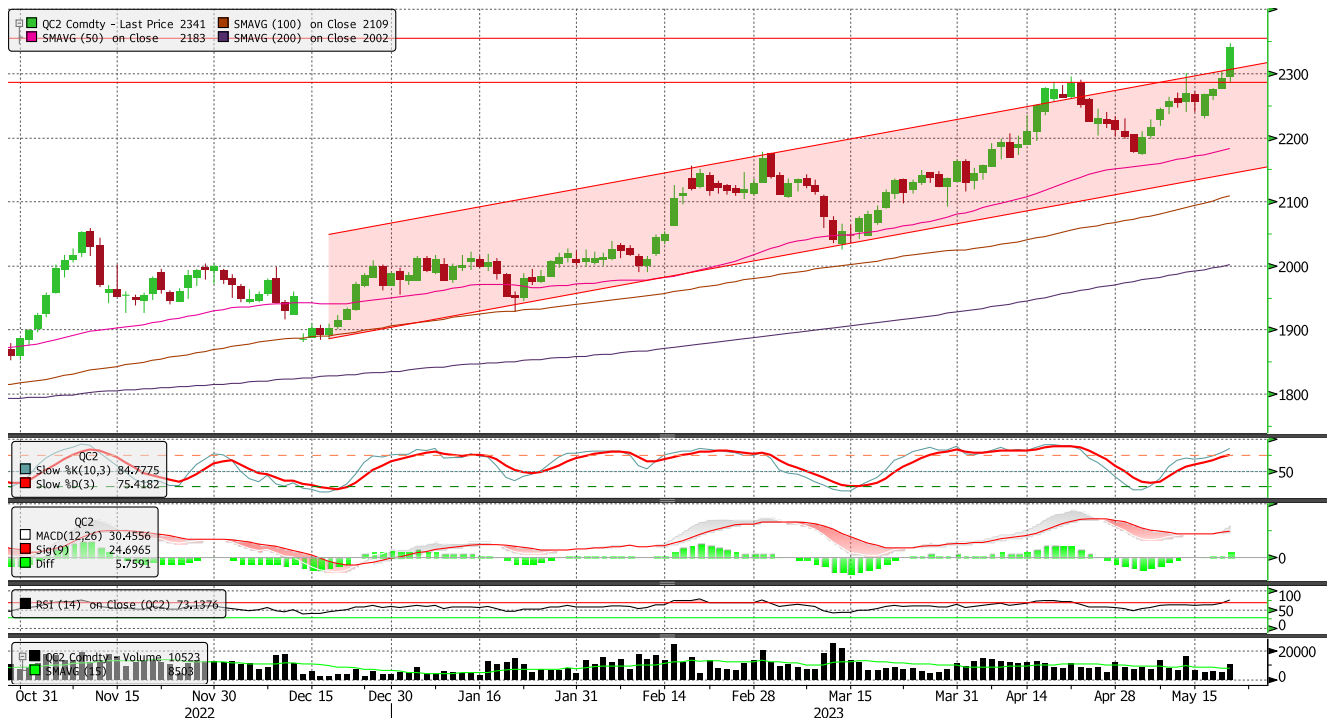 QC2 Comdty - Last Price 2341 SMAVG (100) on Close 2109
SMAVG (50) on Close 2183 SMAVG (200) on Close 2002
2300
2200
2100
2000
1900
1800
QC2
Slow %K(10,3) 84.7775
Slow %D(3) 75.4182
50
QC2
MACD(12,26) 30.4556
Sig(9) 24.6965
Diff 5.7591
0
RSI (14) on Close (QC2) 73.1376
100
50
0
QC2 Comdty - Volume 10523
SMAVG (15) 8503
20000
0
Oct 31 Nov 15 Nov 30 Dec 15 Dec 30 Jan 16 Jan 31 Feb 14 Feb 28 Mar 15 Mar 31 Apr 14 Apr 28 May 15
2022 2023